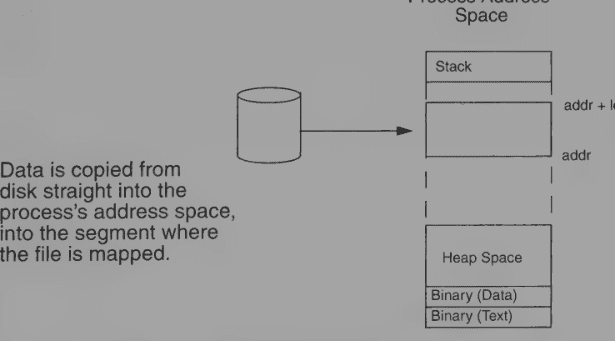 Space
Stack
addr + l
addr
Data is copied from
disk straight into the
process's address space,
into the segment where
the file is mapped.
Heap Space
Binary (Data)
Binary (Text)